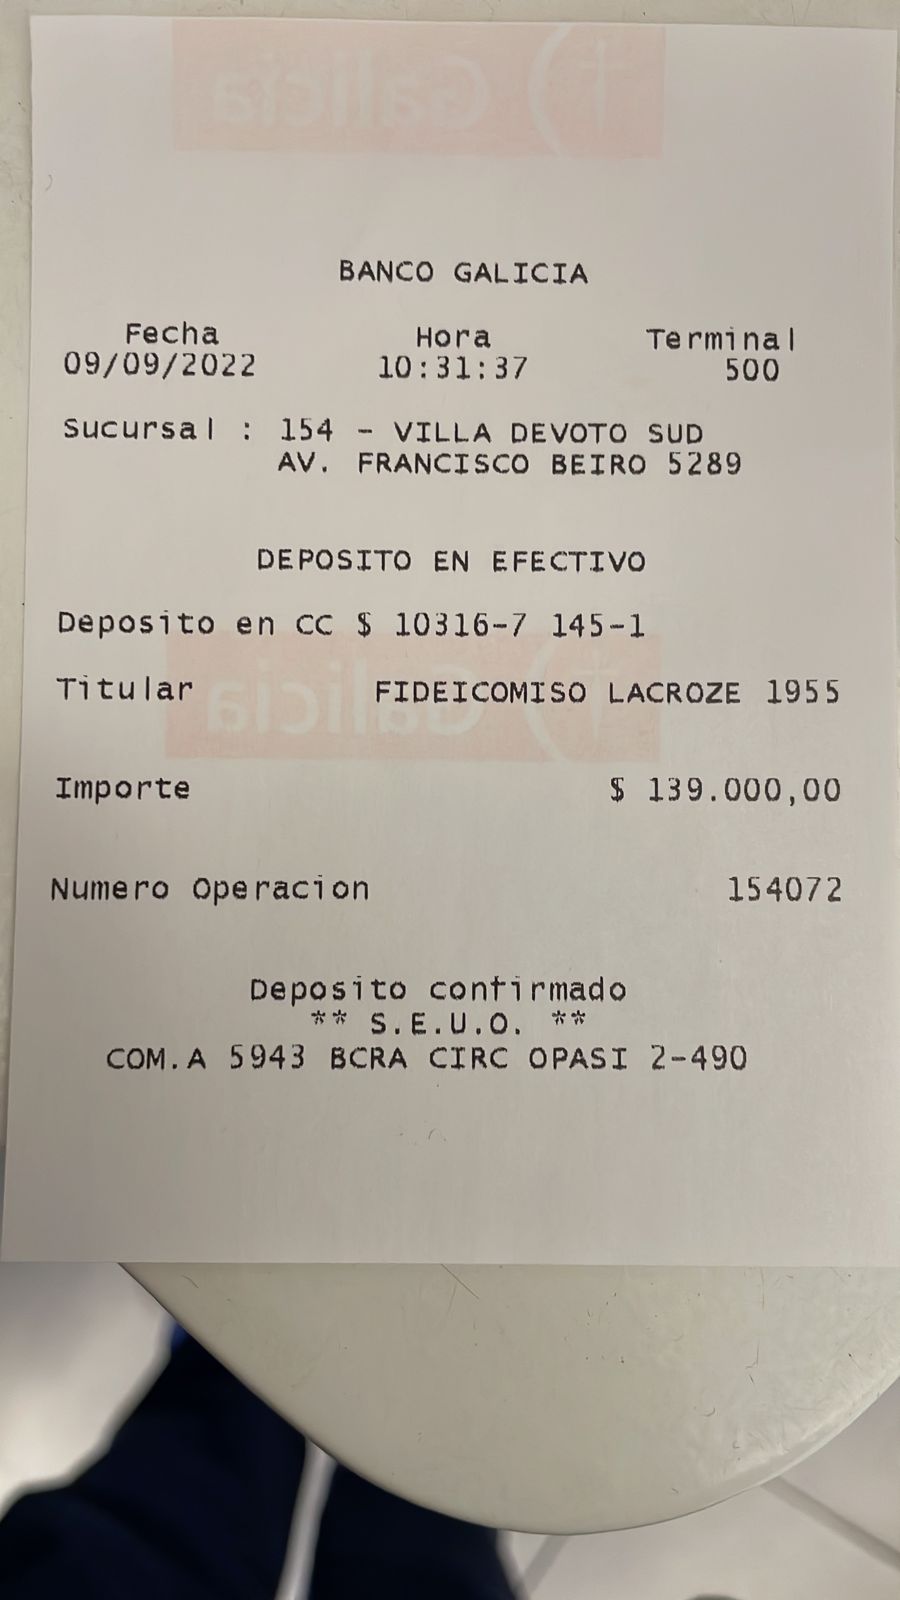 Galicia
BANCO GALICIA
Fecha Hora Terminal
09/09/2022 10:31:37 500
Sucursal : 154 - VILLA DEVOTO SUD
AV. FRANCISCO BEIRO 5289
DEPOSITO EN EFECTIVO
Deposito en CC $ 10316-7 145-1
Galicia
Titular FIDEICOMISO LACROZE 1955
Importe $ 139.000,00
Numero Operacion 154072
Deposito confirmado
** S.E.U.O. **
COM.A 5943 BCRA CIRC OPASI 2-490